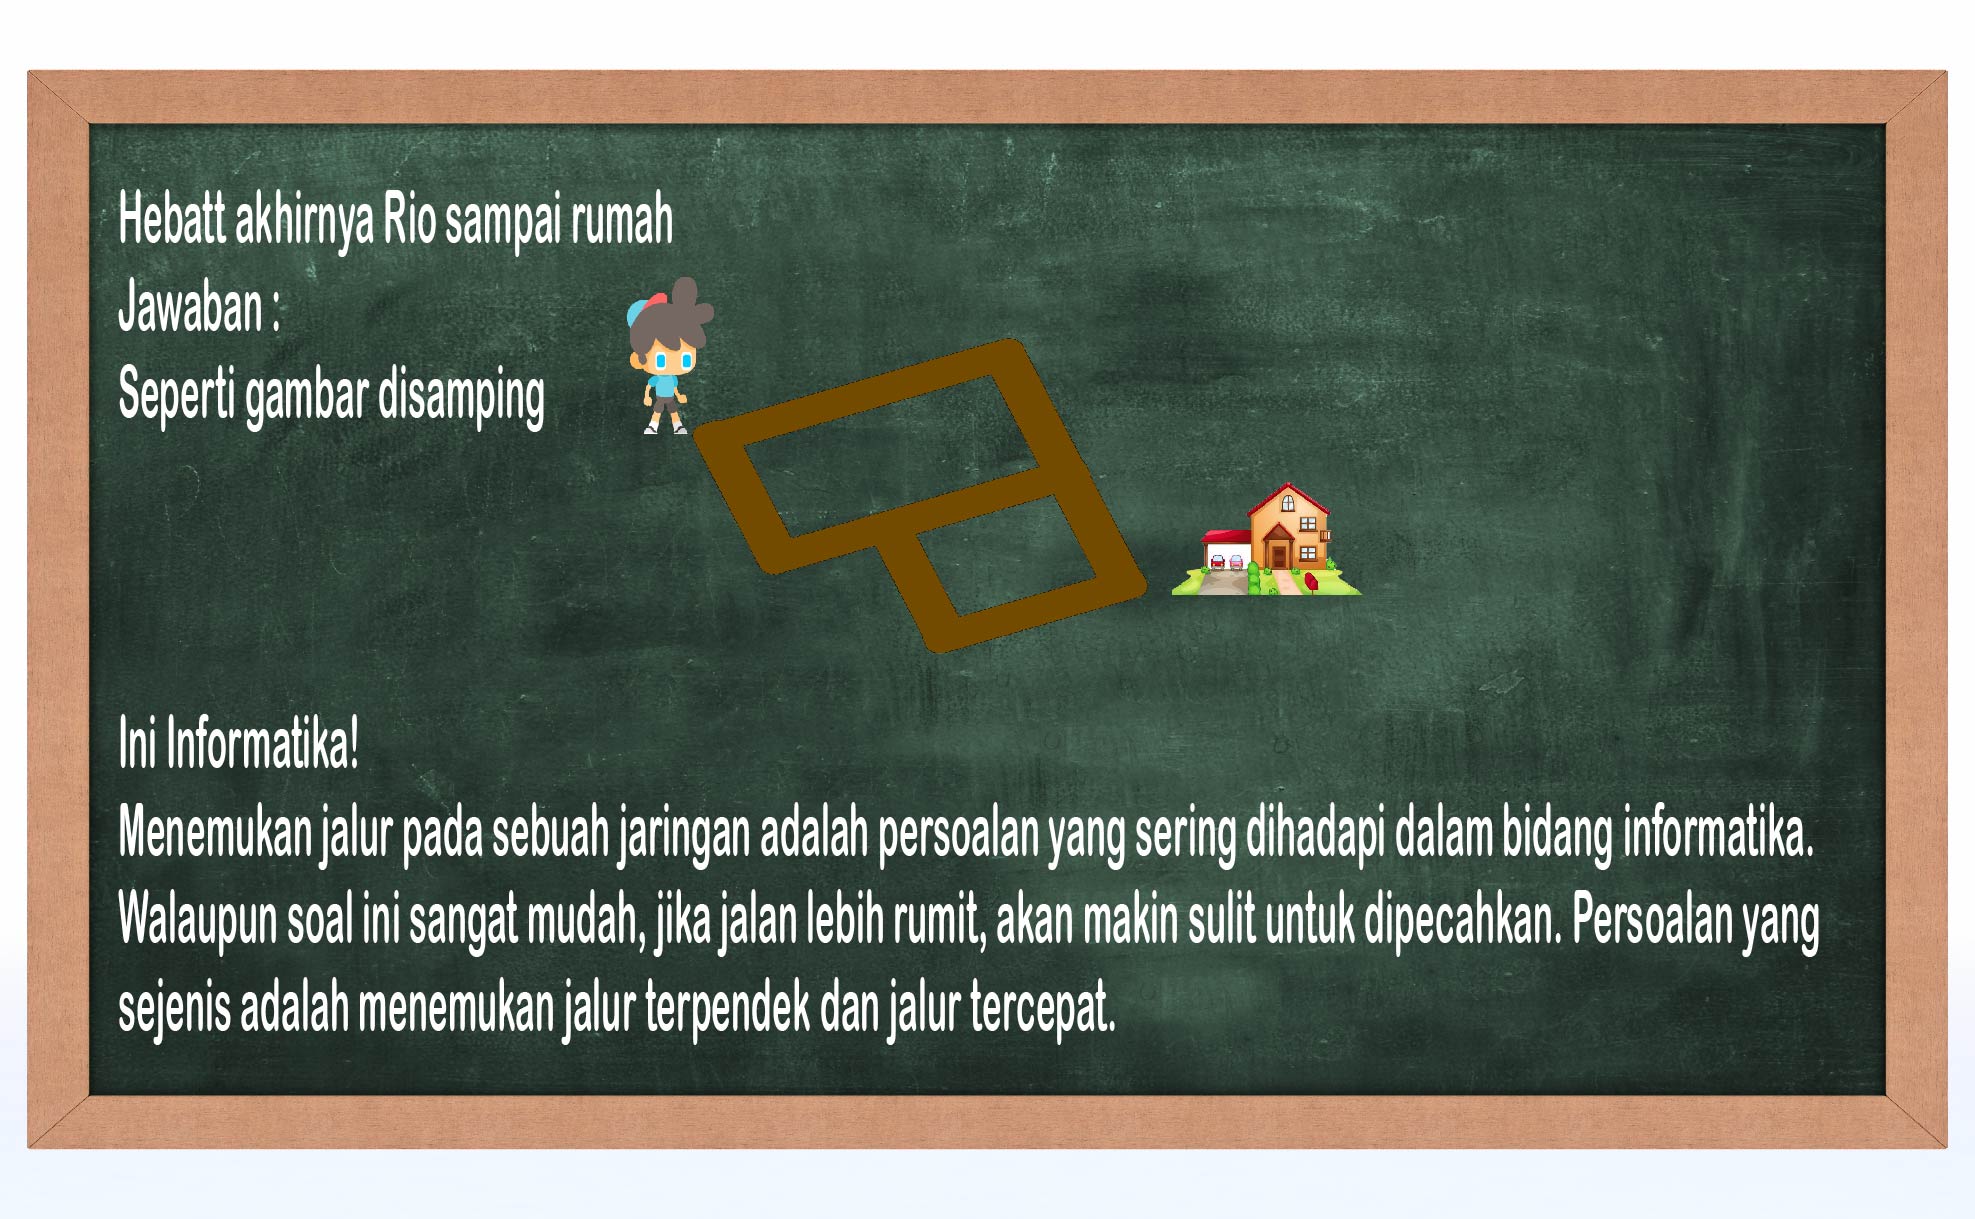 Hebatt akhirnya Rio sampai rumah
Jawaban :
Seperti gambar disamping
Ini Informatika!
Menemukan jalur pada sebuah jaringan adalah persoalan yang sering dihadapi dalam bidang informatika.
Walaupun soal ini sangat mudah, jika jalan lebih rumit, akan makin sulit untuk dipecahkan. Persoalan yang
sejenis adalah menemukan jalur terpendek dan jalur tercepat.